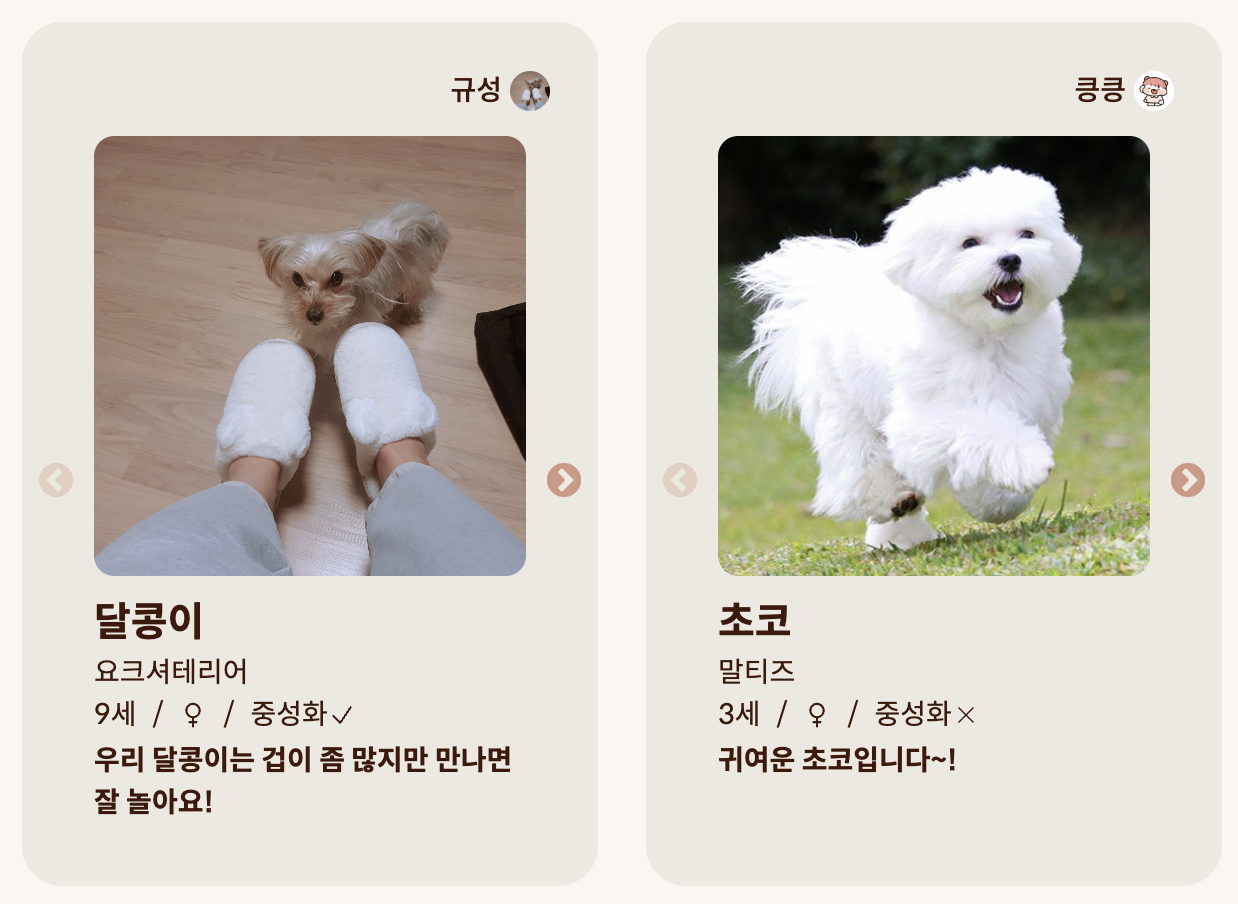 규성
달콩이
요크셔테리어
9세 / ♀ / 중성화✓
우리 달콩이는 겁이 좀 많지만 만나면
잘 놀아요!
킁킁
초코
말티즈
3세 / ♀ / 중성화×
귀여운 초코입니다~!